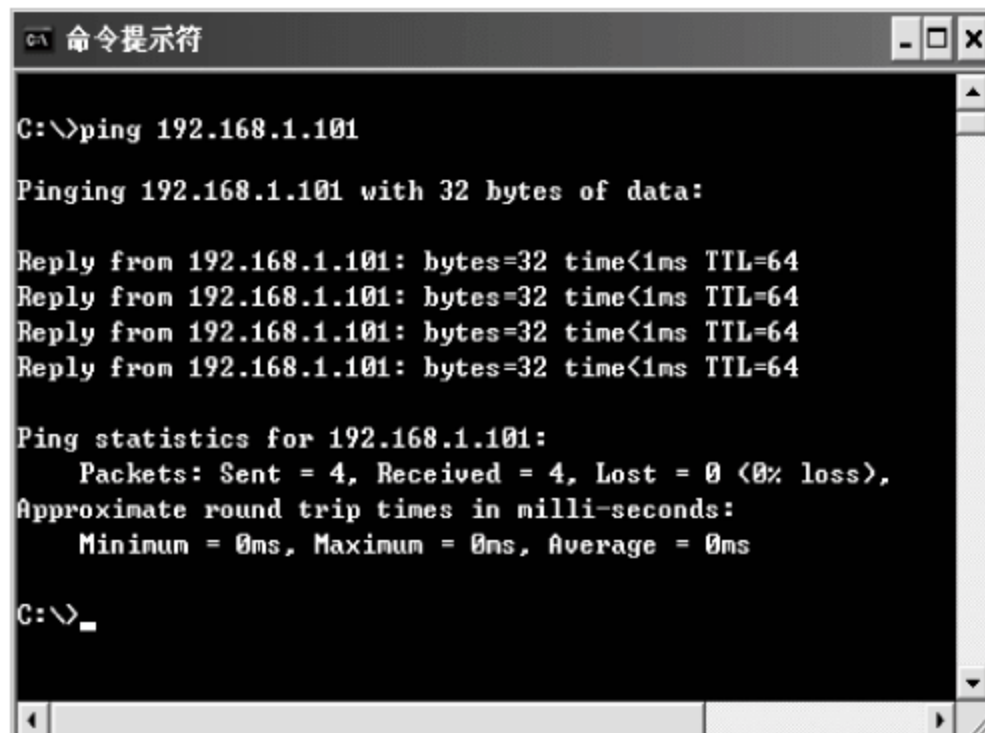 命令提示符
C:\>ping 192.168.1.101
Pinging 192.168.1.101 with 32 bytes of data:
Reply from 192.168.1.101: bytes=32 time<1ms TTL=64
Reply from 192.168.1.101: bytes=32 time<1ms TTL=64
Reply from 192.168.1.101: bytes=32 time<1ms TTL=64
Reply from 192.168.1.101: bytes=32 time<1ms TTL=64
Ping statistics for 192.168.1.101:
Packets: Sent = 4, Received = 4, Lost = 0 (0% loss),
Approximate round trip times in milli-seconds:
Minimum = 0ms, Maximum = 0ms, Average = 0ms
C:\>_